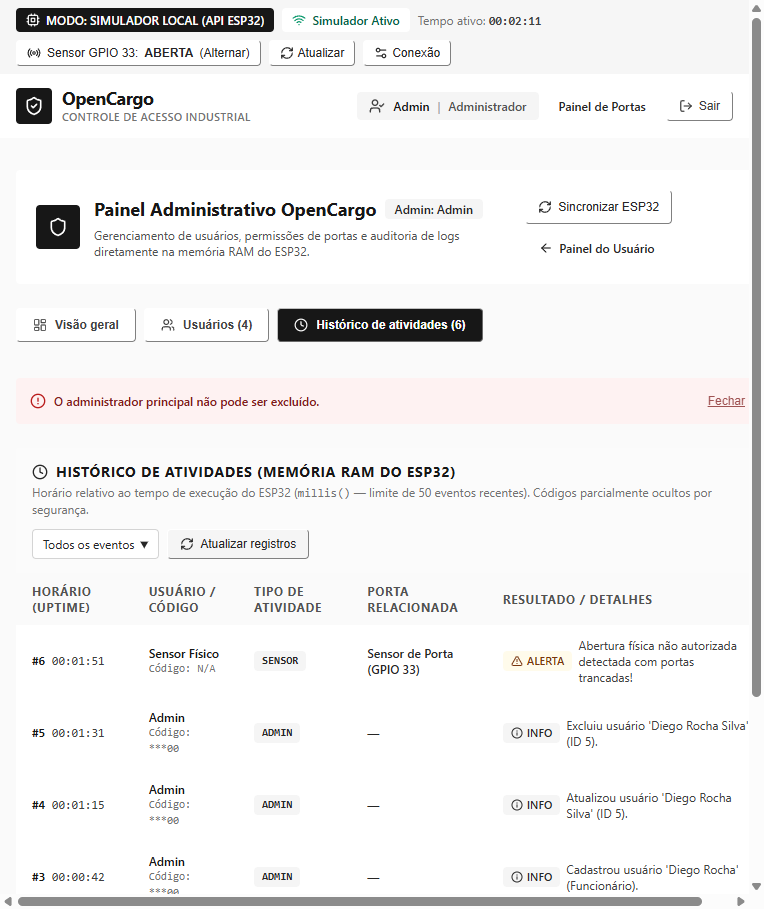 MODO: SIMULADOR LOCAL (API ESP32)
Simulador Ativo
Tempo ativo: 00:02:11
Sensor GPIO 33: ABERTA (Alternar)
Atualizar
Conexão
OpenCargo
CONTROLE DE ACESSO INDUSTRIAL
Admin | Administrador
Painel de Portas
Sair
Painel Administrativo OpenCargo
Admin: Admin
Gerenciamento de usuários, permissões de portas e auditoria de logs
diretamente na memória RAM do ESP32.
Sincronizar ESP32
Painel do Usuário
Visão geral
Usuários (4)
Histórico de atividades (6)
O administrador principal não pode ser excluído.
Fechar
HISTÓRICO DE ATIVIDADES (MEMÓRIA RAM DO ESP32)
Horário relativo ao tempo de execução do ESP32 (millis() — limite de 50 eventos recentes). Códigos parcialmente ocultos por
segurança.
Todos os eventos
Atualizar registros
HORÁRIO
(UPTIME)
USUÁRIO /
CÓDIGO
TIPO DE
ATIVIDADE
PORTA
RELACIONADA
RESULTADO / DETALHES
#6 00:01:51
Sensor Físico
Código: N/A
SENSOR
Sensor de Porta
(GPIO 33)
ALERTA
Abertura física não autorizada
detectada com portas
trancadas!
#5 00:01:31
Admin
Código:
***00
ADMIN
—
INFO
Excluiu usuário 'Diego Rocha Silva'
(ID 5).
#4 00:01:15
Admin
Código:
***00
ADMIN
—
INFO
Atualizou usuário 'Diego Rocha
Silva' (ID 5).
#3 00:00:42
Admin
Código:
***00
ADMIN
—
INFO
Cadastrou usuário 'Diego Rocha'
(Funcionário).